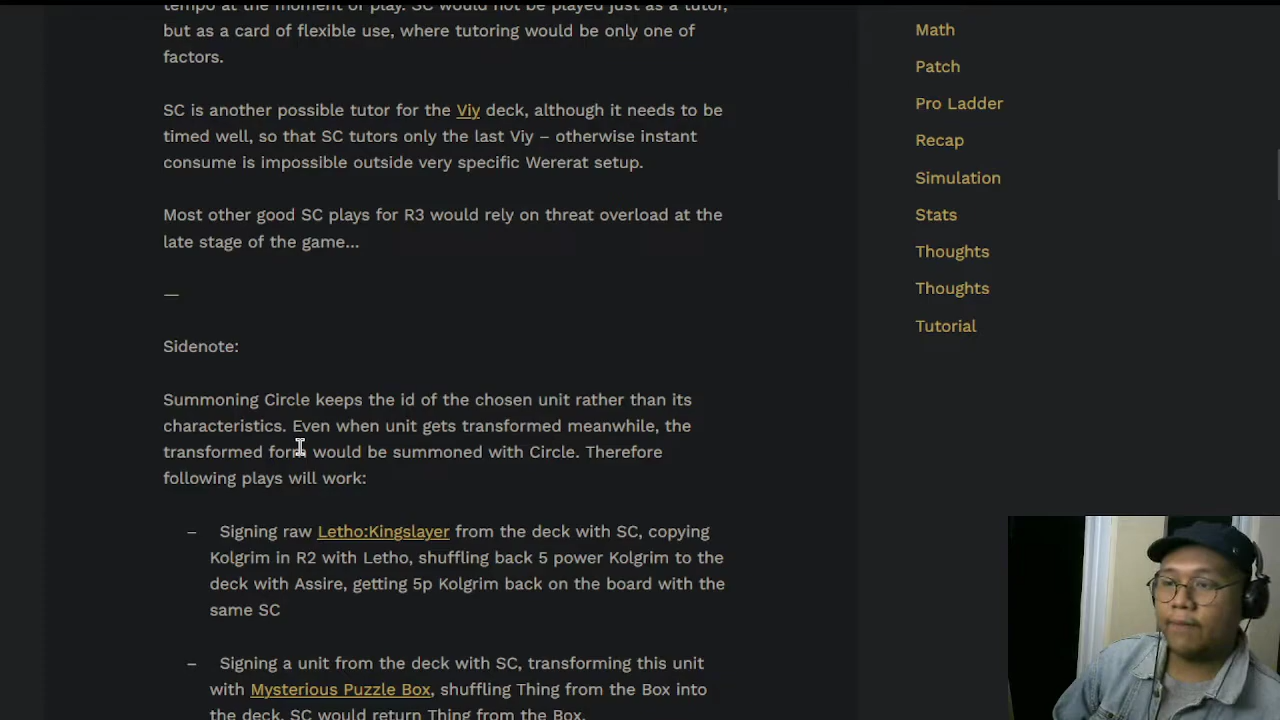 tempo at the moment of play. SC would not be played just as a tutor,
but as a card of flexible use, where tutoring would be only one of
factors.
SC is another possible tutor for the Viy deck, although it needs to be
timed well, so that SC tutors only the last Viy – otherwise instant
consume is impossible outside very specific Wererat setup.
Most other good SC plays for R3 would rely on threat overload at the
late stage of the game...
—
Sidenote:
Summoning Circle keeps the id of the chosen unit rather than its
characteristics. Even when unit gets transformed meanwhile, the
transformed form would be summoned with Circle. Therefore
following plays will work:
– Signing raw Letho:Kingslayer from the deck with SC, copying
Kolgrim in R2 with Letho, shuffling back 5 power Kolgrim to the
deck with Assire, getting 5p Kolgrim back on the board with the
same SC
– Signing a unit from the deck with SC, transforming this unit
with Mysterious Puzzle Box, shuffling Thing from the Box into
the deck. SC would return Thing from the Box.
Math
Patch
Pro Ladder
Recap
Simulation
Stats
Thoughts
Thoughts
Tutorial